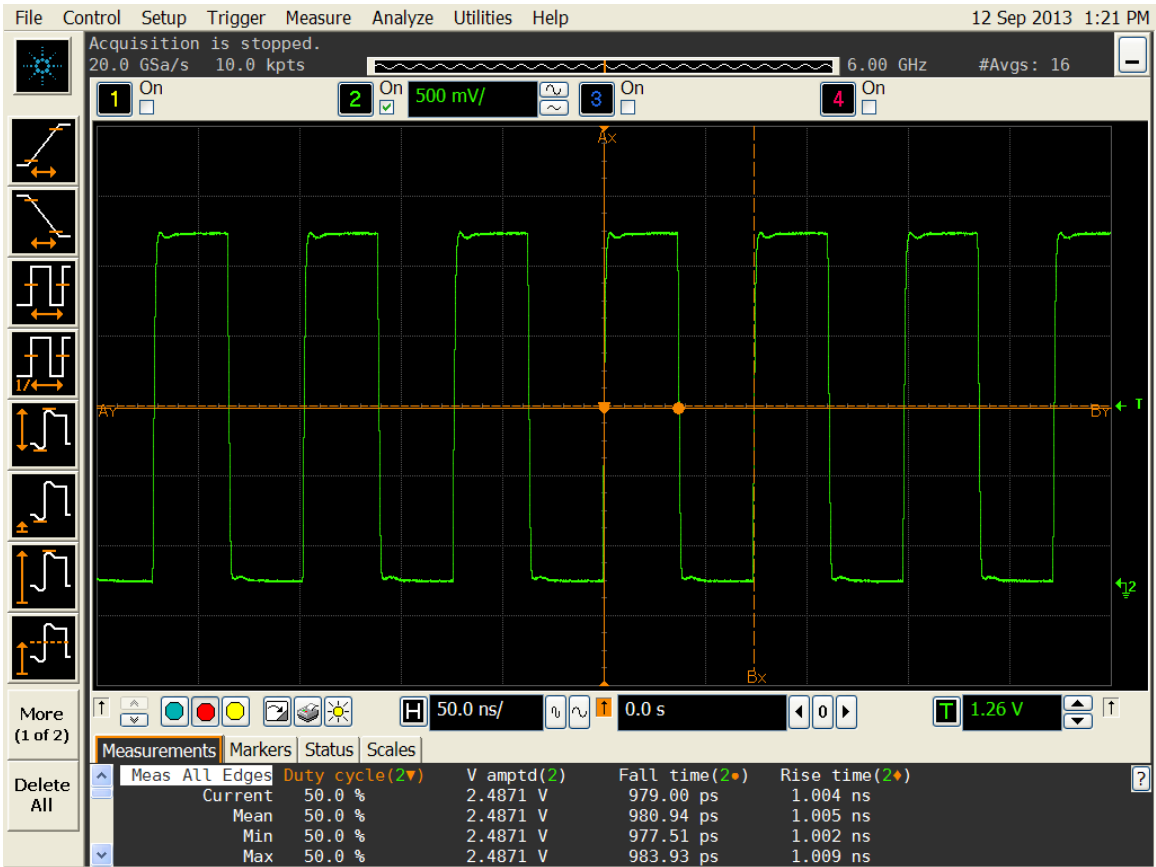 File Control Setup Trigger Measure Analyze Utilities Help 12 Sep 2013 1:21 PM
Acquisition is stopped.
20.0 GSa/s 10.0 kpts 6.00 GHz #Avgs: 16
1 On 2 On 500 mV/ 3 On 4 On
Ax
AY BY T
2
Bx
1/
More
(1 of 2)
Delete
All
H 50.0 ns/ 0.0 s 0 T 1.26 V
Measurements Markers Status Scales
Meas All Edges Duty cycle(2▼) V amptd(2) Fall time(2●) Rise time(2♦) ?
Current 50.0 % 2.4871 V 979.00 ps 1.004 ns
Mean 50.0 % 2.4871 V 980.94 ps 1.005 ns
Min 50.0 % 2.4871 V 977.51 ps 1.002 ns
Max 50.0 % 2.4871 V 983.93 ps 1.009 ns